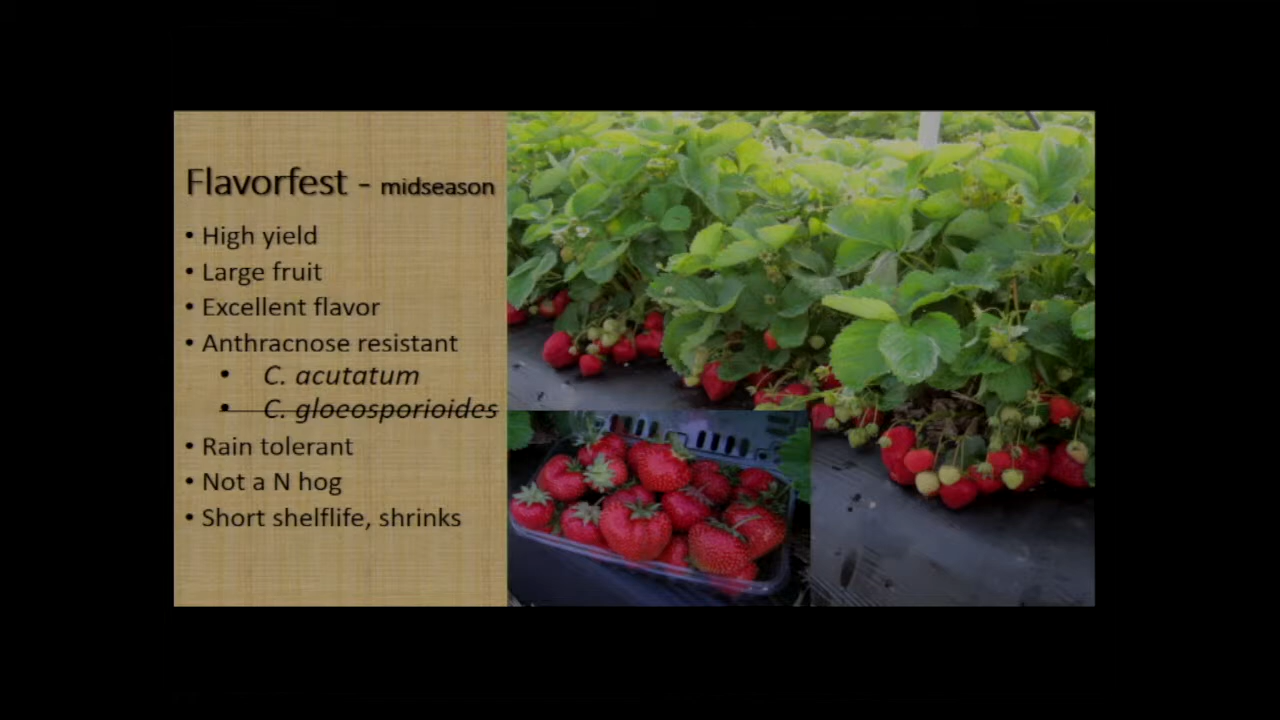 Flavorfest - midseason
• High yield
• Large fruit
• Excellent flavor
• Anthracnose resistant
• C. acutatum
• C. gloeosporioides
• Rain tolerant
• Not a N hog
• Short shelflife, shrinks